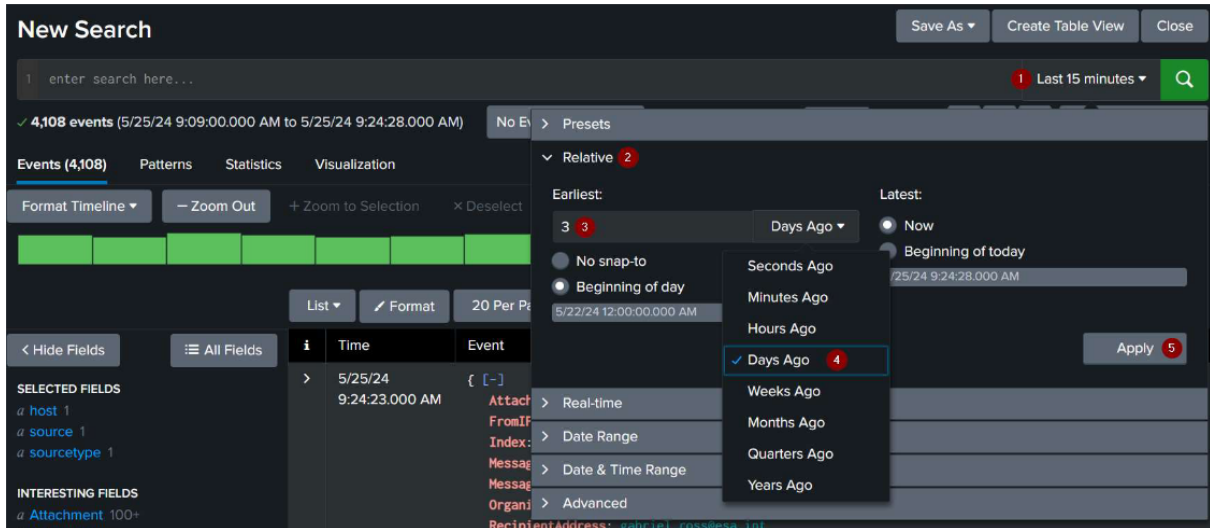 New Search
Save As ▾ Create Table View Close
1 enter search here...
1 Last 15 minutes ▾
✓ 4,108 events (5/25/24 9:09:00.000 AM to 5/25/24 9:24:28.000 AM) No Ev
> Presets
Events (4,108) Patterns Statistics Visualization
Relative 2
Format Timeline ▾ — Zoom Out + Zoom to Selection × Deselect
Earliest: Latest:
3 3 Days Ago ▾
Now
No snap-to
Beginning of today
Beginning of day
/25/24 9:24:28.000 AM
5/22/24 12:00:00.000 AM
Seconds Ago
Minutes Ago
Hours Ago
✓ Days Ago 4
Weeks Ago
Months Ago
Quarters Ago
Years Ago
Apply 5
> Real-time
> Date Range
> Date & Time Range
> Advanced
List ▾ Format 20 Per Pa
< Hide Fields All Fields
i Time Event
SELECTED FIELDS
a host 1
a source 1
a sourcetype 1
INTERESTING FIELDS
a Attachment 100+
> 5/25/24
9:24:23.000 AM
{ [-]
Attach
FromIP
Index:
Messag
Messag
Organi
RecipientAddress: gabriel.ross@esa.int